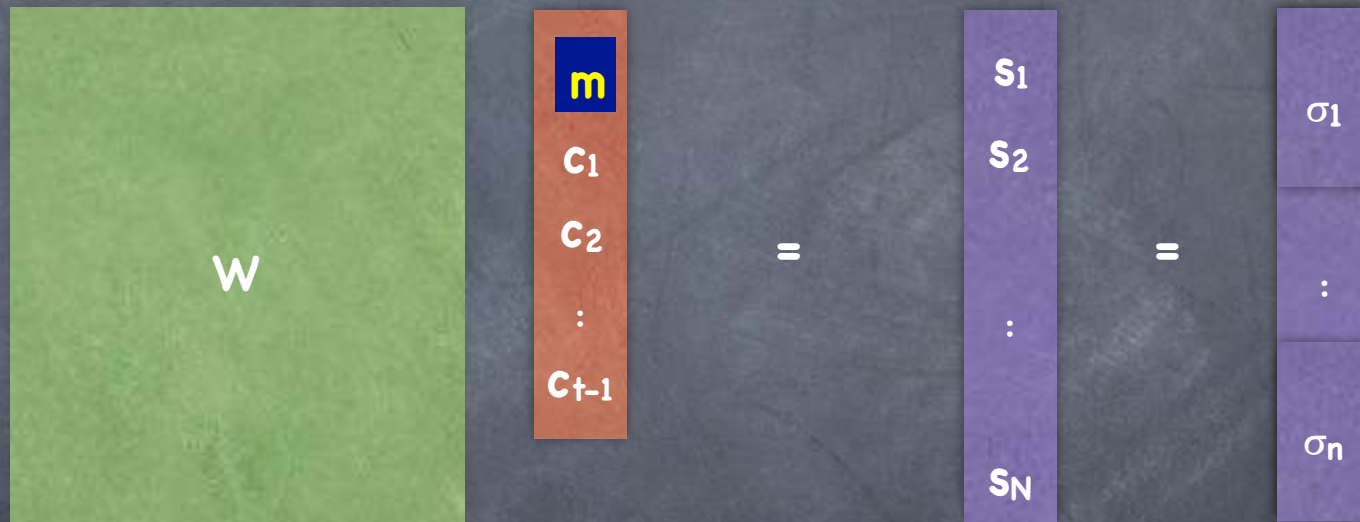 W
m
c1
c2
:
ct-1
=
s1
s2
:
sN
=
σ1
:
σn